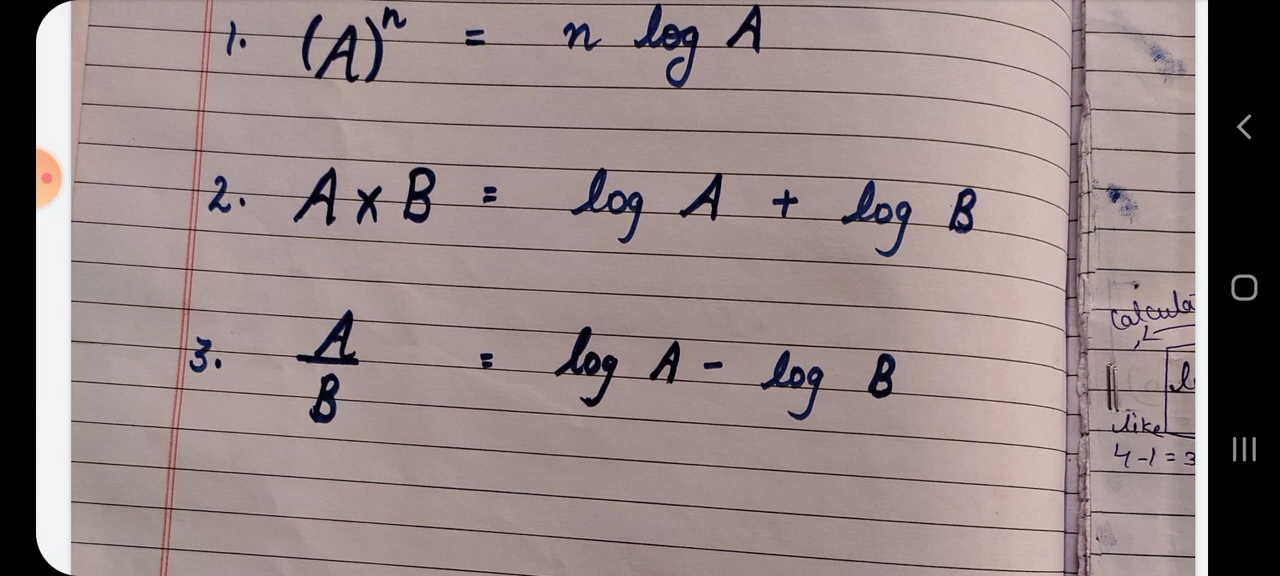 1. (A)ⁿ = n log A
2. A x B = log A + log B
3. A/B = log A - log B
like
4-1=3